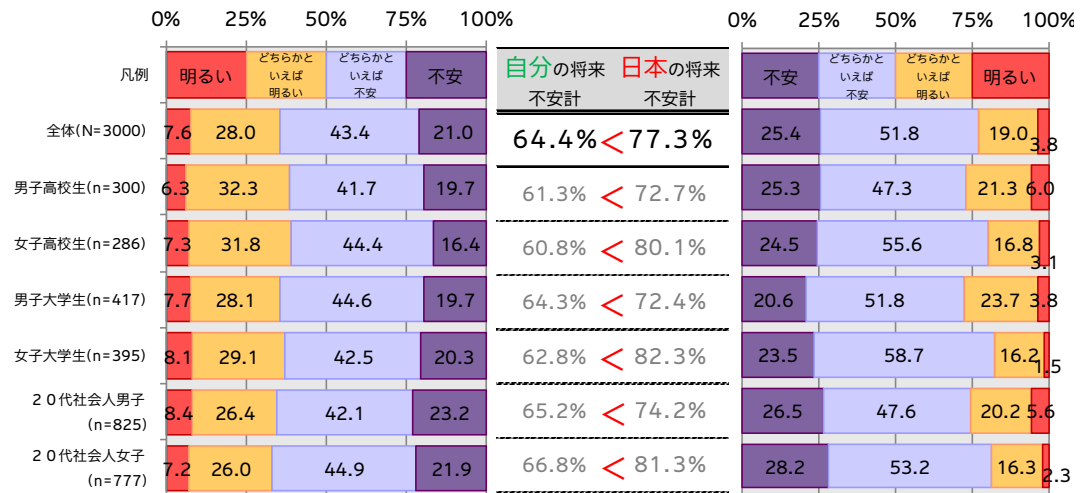 0% 25% 50% 75% 100%
0% 25% 50% 75% 100%
凡例
明るい
どちらかと
いえば
明るい
どちらかと
いえば
不安
不安
自分の将来 日本の将来
不安計 不安計
不安
どちらかと
いえば
不安
どちらかと
いえば
明るい
明るい
全体(N=3000) 7.6 28.0 43.4 21.0 64.4% < 77.3% 25.4 51.8 19.0 3.8
男子高校生(n=300) 6.3 32.3 41.7 19.7 61.3% < 72.7% 25.3 47.3 21.3 6.0
女子高校生(n=286) 7.3 31.8 44.4 16.4 60.8% < 80.1% 24.5 55.6 16.8 3.1
男子大学生(n=417) 7.7 28.1 44.6 19.7 64.3% < 72.4% 20.6 51.8 23.7 3.8
女子大学生(n=395) 8.1 29.1 42.5 20.3 62.8% < 82.3% 23.5 58.7 16.2 1.5
２０代社会人男子
(n=825) 8.4 26.4 42.1 23.2 65.2% < 74.2% 26.5 47.6 20.2 5.6
２０代社会人女子
(n=777) 7.2 26.0 44.9 21.9 66.8% < 81.3% 28.2 53.2 16.3 2.3